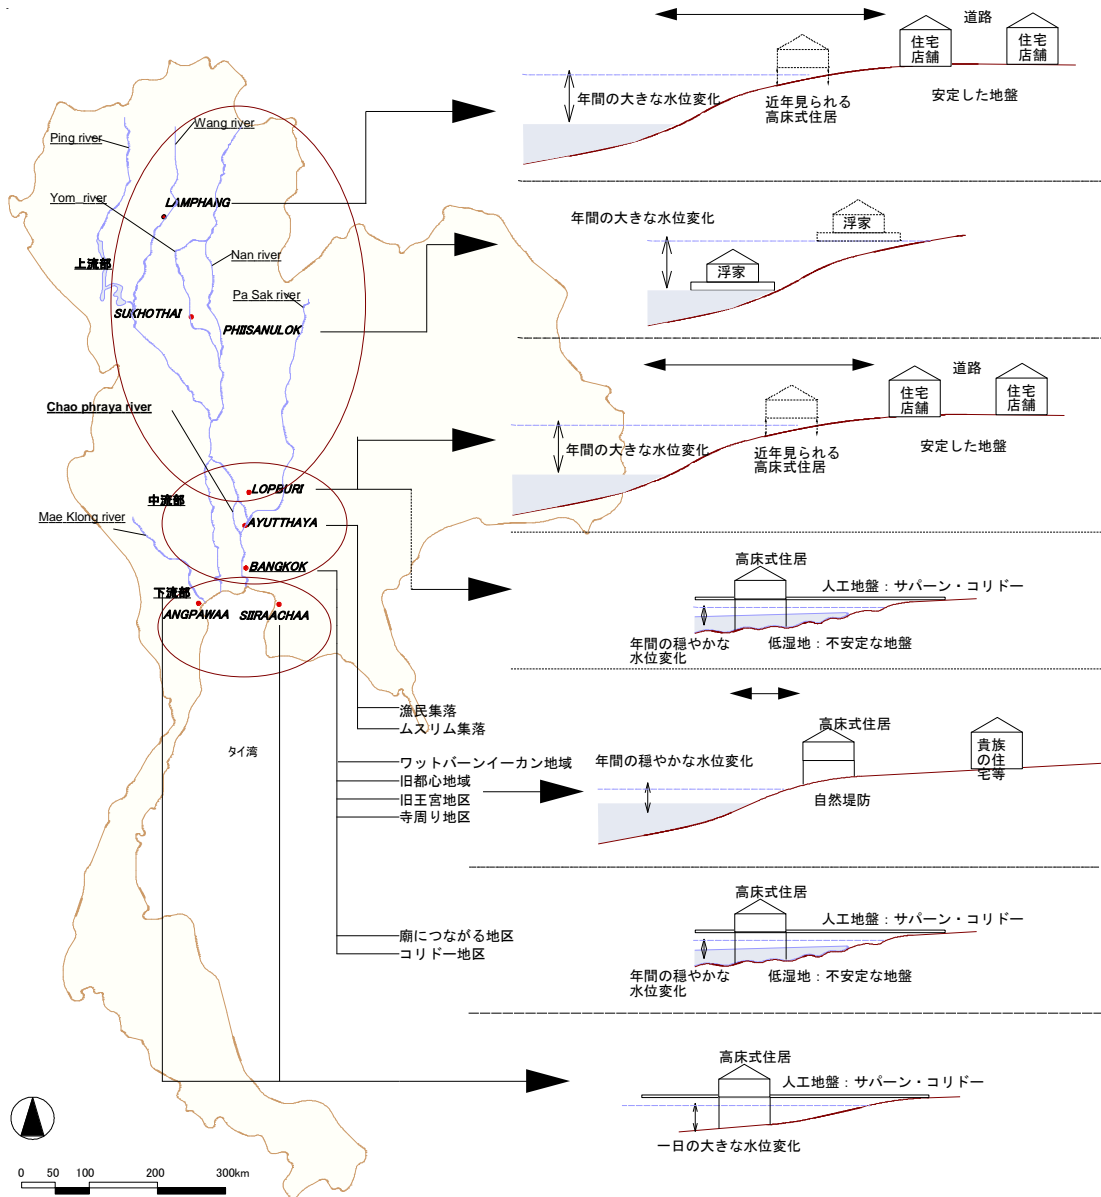 Ping river
Wang river
Yom river
LAMPHANG
上流部
Nan river
Pa Sak river
SUKHOTHAI
PHIISANULOK
Chao phraya river
LOPBURI
中流部
Mae Klong river
AYUTTHAYA
BANGKOK
下流部
ANGPAWAA
SIIRAACHAA
タイ湾
漁民集落
ムスリム集落
ワットバーンイーカン地域
旧都心地域
旧王宮地区
寺周り地区
廟につながる地区
コリドー地区
0 50 100 200 300km
道路
住宅
店舗
住宅
店舗
年間の大きな水位変化
近年見られる
高床式住居
安定した地盤
年間の大きな水位変化
浮家
浮家
道路
住宅
店舗
住宅
店舗
年間の大きな水位変化
近年見られる
高床式住居
安定した地盤
高床式住居
人工地盤：サパーン・コリドー
年間の穏やかな
水位変化
低湿地：不安定な地盤
高床式住居
年間の穏やかな水位変化
貴族
の住
宅等
自然堤防
高床式住居
人工地盤：サパーン・コリドー
年間の穏やかな
水位変化
低湿地：不安定な地盤
高床式住居
人工地盤：サパーン・コリドー
一日の大きな水位変化